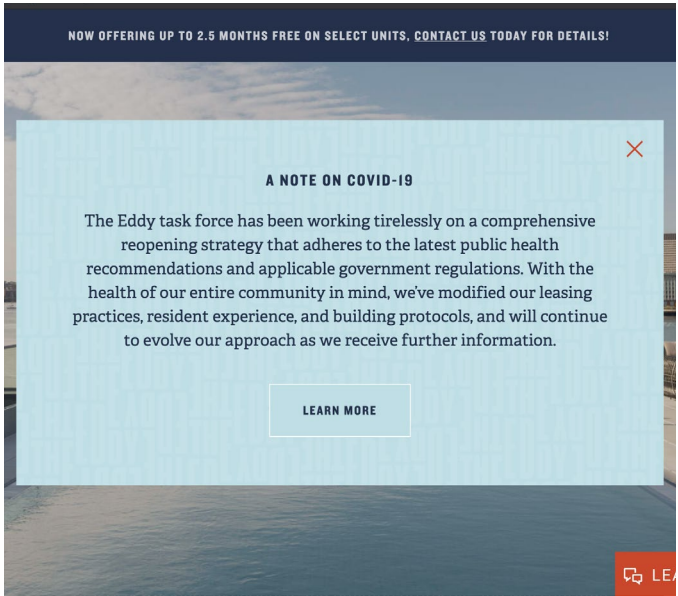 NOW OFFERING UP TO 2.5 MONTHS FREE ON SELECT UNITS, CONTACT US TODAY FOR DETAILS!
A NOTE ON COVID-19
The Eddy task force has been working tirelessly on a comprehensive
reopening strategy that adheres to the latest public health
recommendations and applicable government regulations. With the
health of our entire community in mind, we've modified our leasing
practices, resident experience, and building protocols, and will continue
to evolve our approach as we receive further information.
LEARN MORE
LEA